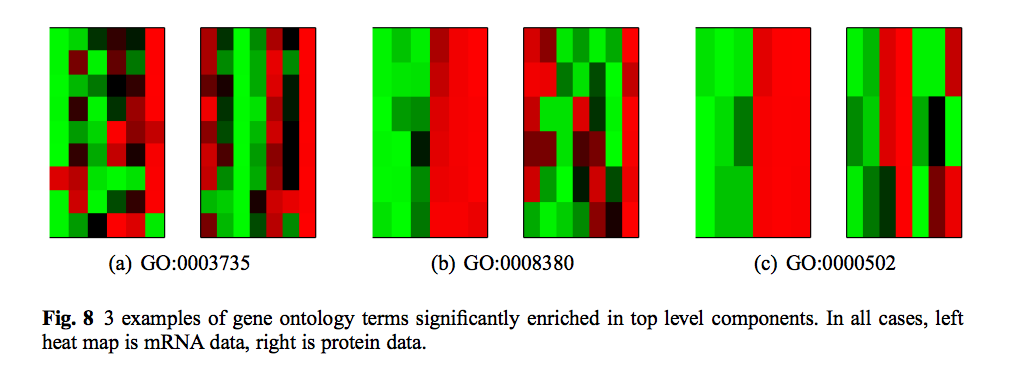 (a) GO:0003735
(b) GO:0008380
(c) GO:0000502
Fig. 8 3 examples of gene ontology terms significantly enriched in top level components. In all cases, left
heat map is mRNA data, right is protein data.